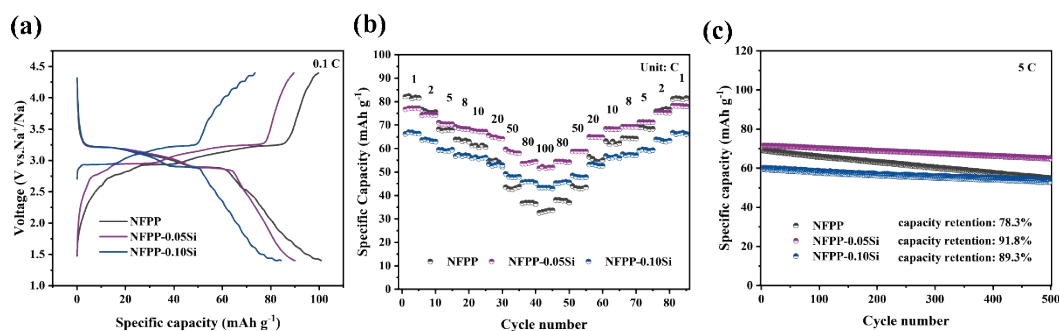 (a)
0.1 C
4.5
4.0
3.5
3.0
2.5
2.0
1.5
1.0
Voltage (V vs.Na⁺/Na)
NFPP
NFPP-0.05Si
NFPP-0.10Si
0 20 40 60 80 100
Specific capacity (mAh g⁻¹)
(b)
Unit: C
100
90
80
70
60
50
40
30
20
10
0
Specific Capacity (mAh g⁻¹)
1 2 5 8 10 20 50 80 100 80 50 20 10 8 5 2 1
NFPP NFPP-0.05Si NFPP-0.10Si
0 10 20 30 40 50 60 70 80
Cycle number
(c)
5 C
120
100
80
60
40
20
0
Specific capacity (mAh g⁻¹)
NFPP capacity retention: 78.3%
NFPP-0.05Si capacity retention: 91.8%
NFPP-0.10Si capacity retention: 89.3%
0 100 200 300 400 500
Cycle number